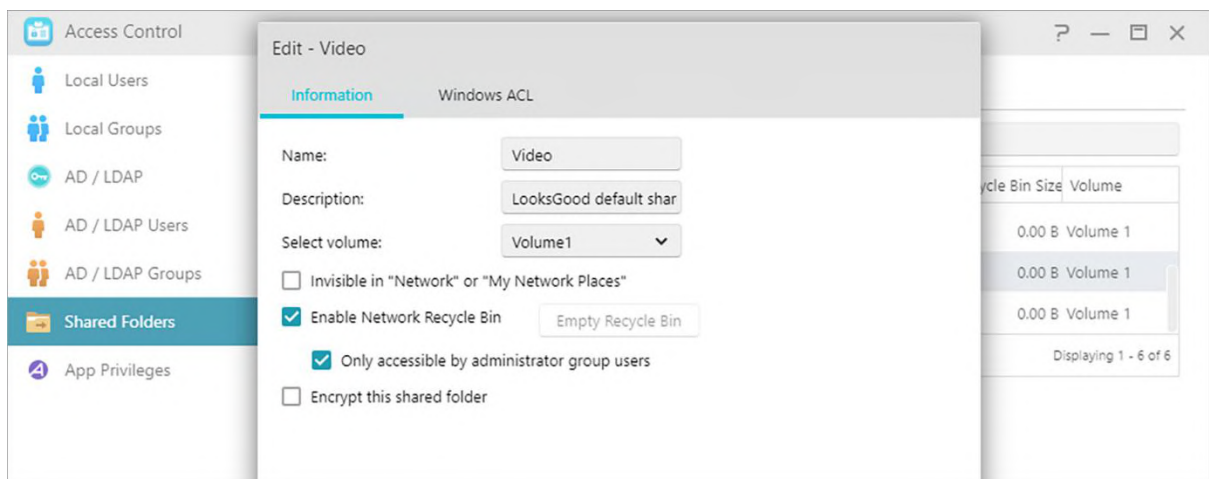 Access Control
Local Users
Local Groups
AD / LDAP
AD / LDAP Users
AD / LDAP Groups
Shared Folders
App Privileges
Edit - Video
Information Windows ACL
Name: Video
Description: LooksGood default shar
Select volume: Volume1
Invisible in "Network" or "My Network Places"
Enable Network Recycle Bin Empty Recycle Bin
Only accessible by administrator group users
Encrypt this shared folder
ycle Bin Size Volume
0.00 B Volume 1
0.00 B Volume 1
0.00 B Volume 1
Displaying 1 - 6 of 6